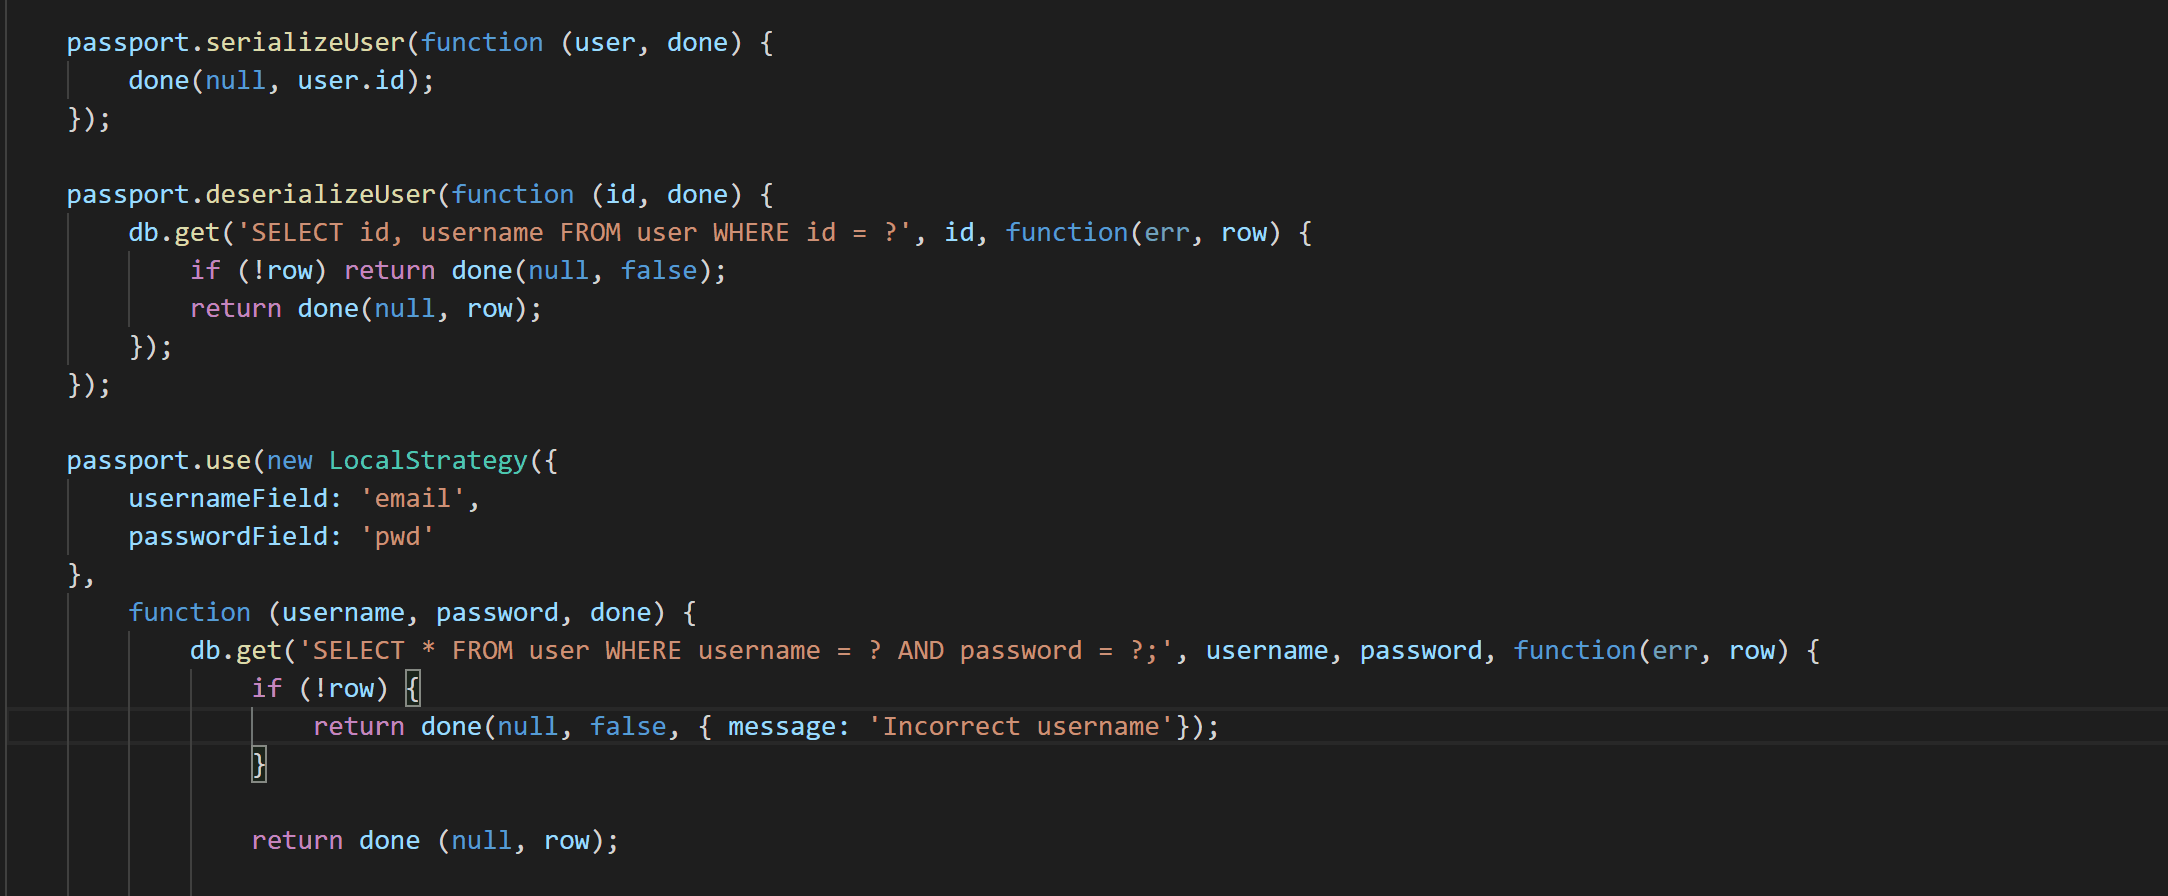 passport.serializeUser(function (user, done) {
    done(null, user.id);
});

passport.deserializeUser(function (id, done) {
    db.get('SELECT id, username FROM user WHERE id = ?', id, function(err, row) {
        if (!row) return done(null, false);
        return done(null, row);
    });
});

passport.use(new LocalStrategy({
    usernameField: 'email',
    passwordField: 'pwd'
},
    function (username, password, done) {
        db.get('SELECT * FROM user WHERE username = ? AND password = ?;', username, password, function(err, row) {
            if (!row) {
                return done(null, false, { message: 'Incorrect username'});
            }

            return done (null, row);